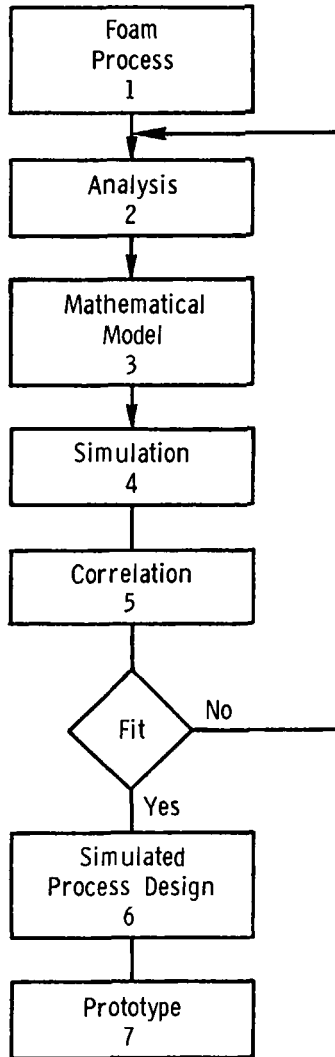 Foam
Process
1
Analysis
2
Mathematical
Model
3
Simulation
4
Correlation
5
Fit
No
Yes
Simulated
Process Design
6
Prototype
7